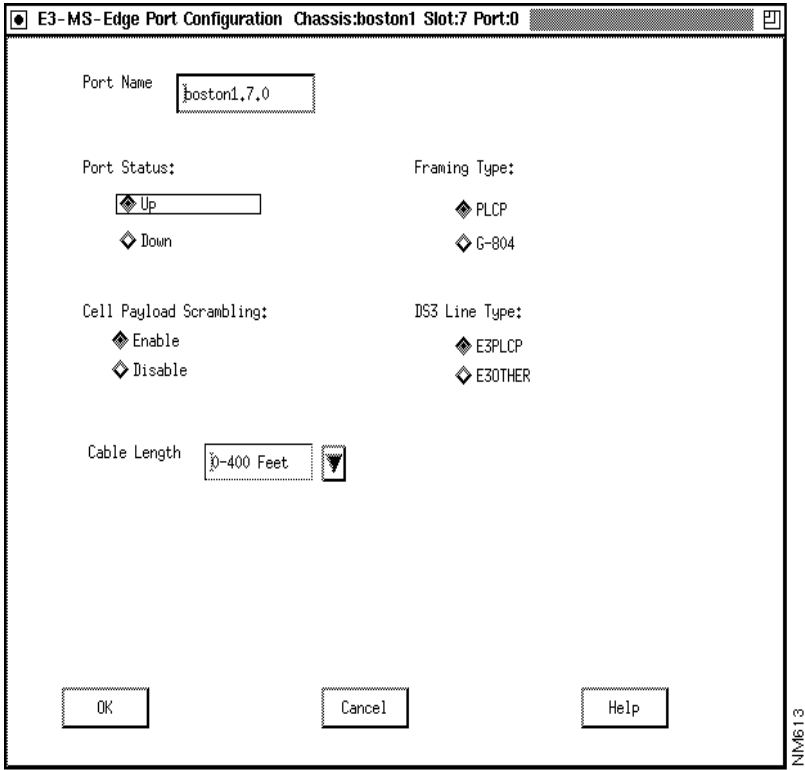 E3-MS-Edge Port Configuration Chassis:boston1 Slot:7 Port:0
Port Name boston1.7.0
Port Status:
Up
Down
Framing Type:
PLCP
G-804
Cell Payload Scrambling:
Enable
Disable
DS3 Line Type:
E3PLCP
E3OTHER
Cable Length 0-400 Feet
OK Cancel Help
NM613